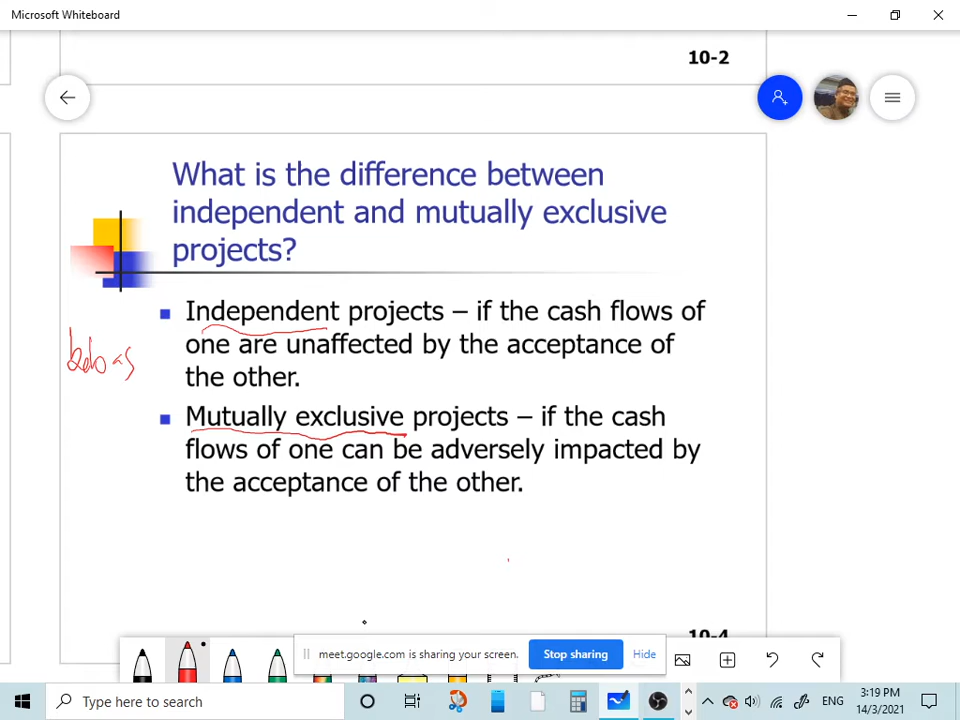 Microsoft Whiteboard
10-2
What is the difference between
independent and mutually exclusive
projects?
Independent projects – if the cash flows of
one are unaffected by the acceptance of
the other.
bebas
Mutually exclusive projects – if the cash
flows of one can be adversely impacted by
the acceptance of the other.
10-4
meet.google.com is sharing your screen.
Stop sharing
Hide
Type here to search
ENG
3:19 PM
14/3/2021